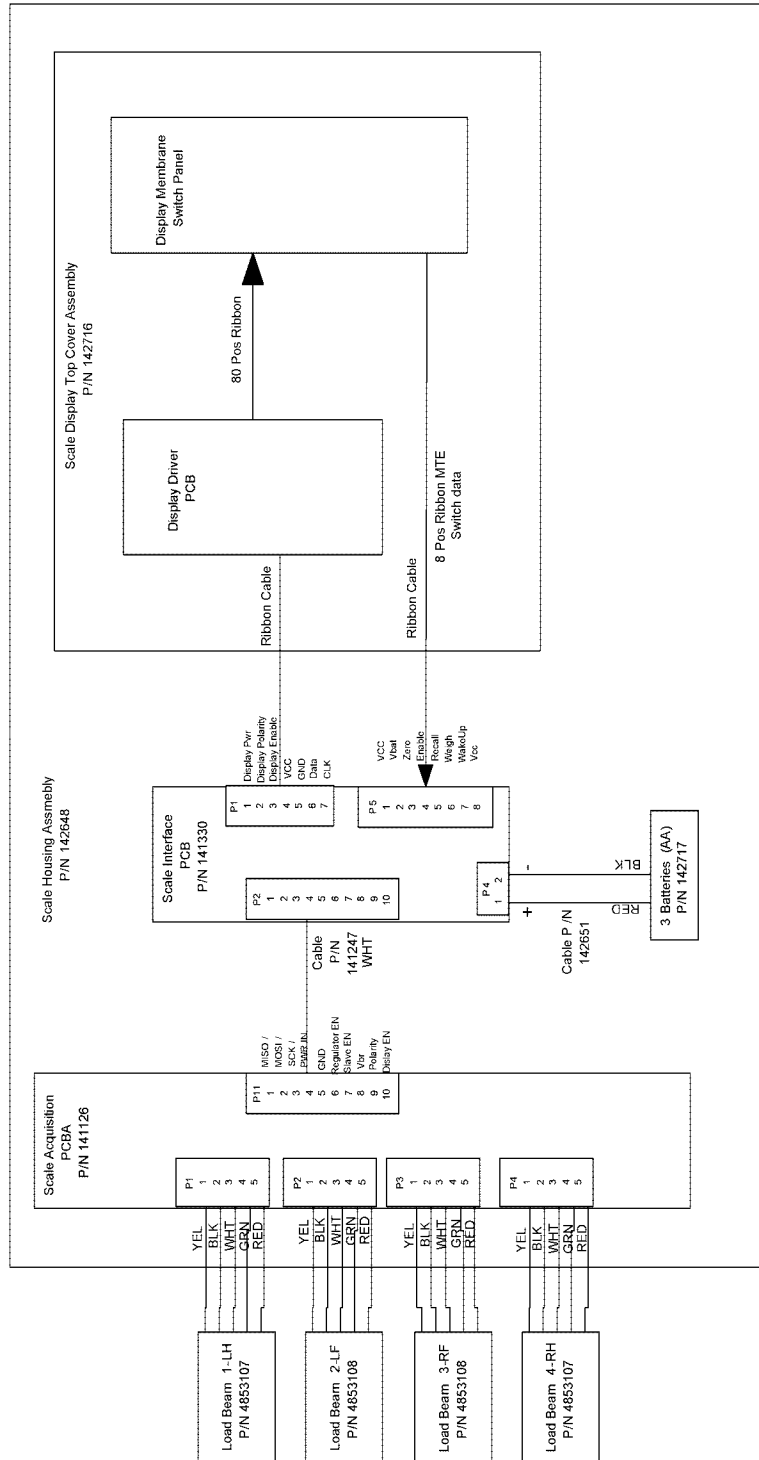 Scale Housing Assmebly
P/N 142648
Scale Display Top Cover Assembly
P/N 142716
Display Membrane
Switch Panel
80 Pos Ribbon
Display Driver
PCB
Ribbon Cable
Ribbon Cable
8 Pos Ribbon MTE
Switch data
Scale Interface
PCB
P/N 141330
P1
1 Display Pwr
2 Display Polarity
3 Display Enable
4 VCC
5 GND
6 Data
7 CLK
P5
1 VCC
2 Vbat
3 Zero
4 Enable
5 Recall
6 Weigh
7 WakeUp
8 Vcc
P2
1
2
3
4
5
6
7
8
9
10
P4
1 2
+ -
RED BLK
Cable P /N
142651
3 Batteries (AA)
P/N 142717
Cable
P/N
141247
WHT
Scale Acquisition
PCBA
P/N 141126
P11
1 MISO /
2 MOSI /
3 SCK /
4 PWR IN
5 GND
6 Regulator EN
7 Slave EN
8 Vbr
9 Polarity
10 Dislay EN
P1
1 YEL
2 BLK
3 WHT
4 GRN
5 RED
P2
1 YEL
2 BLK
3 WHT
4 GRN
5 RED
P3
1 YEL
2 BLK
3 WHT
4 GRN
5 RED
P4
1 YEL
2 BLK
3 WHT
4 GRN
5 RED
Load Beam 1-LH
P/N 4853107
Load Beam 2-LF
P/N 4853108
Load Beam 3-RF
P/N 4853108
Load Beam 4-RH
P/N 4853107